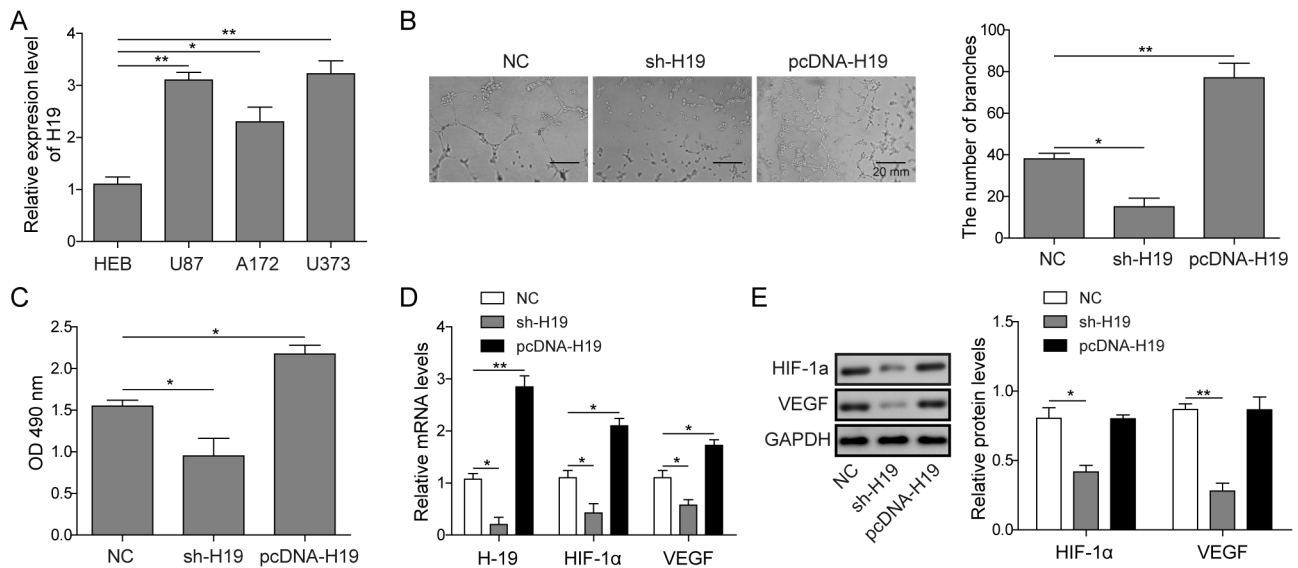 A
Relative expression level
of H19
4
3
2
1
0
**
*
**
HEB
U87
A172
U373
B
NC
sh-H19
pcDNA-H19
20 mm
The number of branches
100
80
60
40
20
0
**
*
NC
sh-H19
pcDNA-H19
C
OD 490 nm
2.5
2.0
1.5
1.0
0.5
0.0
*
*
NC
sh-H19
pcDNA-H19
D
NC
sh-H19
pcDNA-H19
Relative mRNA levels
4
3
2
1
0
**
*
*
*
*
*
H-19
HIF-1α
VEGF
E
HIF-1a
VEGF
GAPDH
NC
sh-H19
pcDNA-H19
NC
sh-H19
pcDNA-H19
Relative protein levels
1.5
1.0
0.5
0.0
*
**
HIF-1α
VEGF